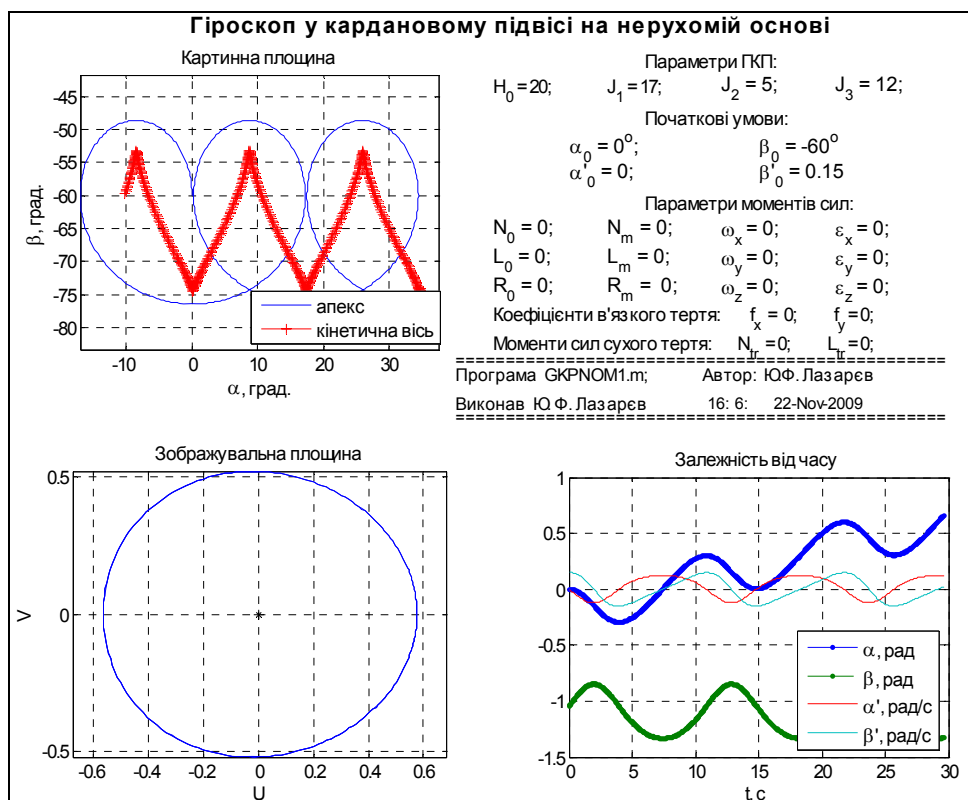 Гіроскоп у кардановому підвісі на нерухомій основі
Картинна площина
-45
-50
-55
-60
-65
-70
-75
-80
β, град.
-10 0 10 20 30
α, град.
апекс
кінетична вісь
Параметри ГКП:
H0 =20; J1 =17; J2 = 5; J3 = 12;
Початкові умови:
α0 = 0°; β0 = -60°
α'0 = 0; β'0 = 0.15
Параметри моментів сил:
N0 = 0; Nm = 0; ωx = 0; εx = 0;
L0 = 0; Lm = 0; ωy = 0; εy = 0;
R0 = 0; Rm = 0; ωz = 0; εz = 0;
Коефіцієнти в'язкого тертя: fx = 0; fy =0;
Моменти сил сухого тертя: Ntr =0; Ltr =0;
Програма GKPNOM1.m; Автор: Ю.Ф. Лазарєв
Виконав Ю.Ф. Лазарєв 16: 6: 22-Nov-2009
Зображувальна площина
0.5
0
-0.5
V
-0.6 -0.4 -0.2 0 0.2 0.4 0.6
U
Залежність від часу
1
0.5
0
-0.5
-1
-1.5
0 5 10 15 20 25 30
t, c
α, рад
β, рад
α', рад/с
β', рад/с